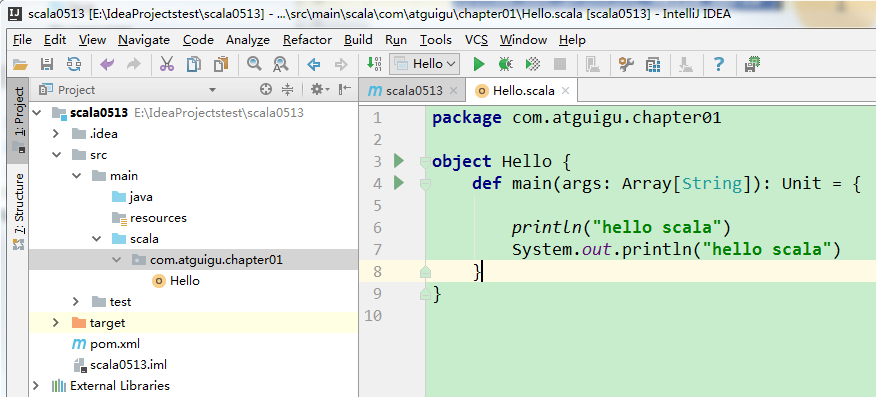 scala0513 [E:\IdeaProjectstest\scala0513] - ...\src\main\scala\com\atguigu\chapter01\Hello.scala [scala0513] - IntelliJ IDEA
File Edit View Navigate Code Analyze Refactor Build Run Tools VCS Window Help
Hello
1: Project
7: Structure
Project
scala0513 E:\IdeaProjectstest\scala0513
.idea
src
main
java
resources
scala
com.atguigu.chapter01
Hello
test
target
pom.xml
scala0513.iml
External Libraries
scala0513 Hello.scala
1 package com.atguigu.chapter01
2
3 object Hello {
4 def main(args: Array[String]): Unit = {
5
6 println("hello scala")
7 System.out.println("hello scala")
8 }
9 }
10